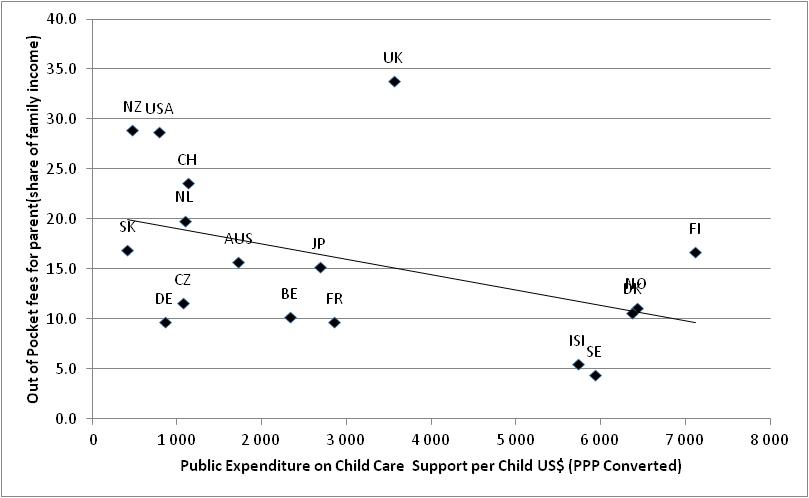 40.0
35.0
30.0
25.0
20.0
15.0
10.0
5.0
0.0
Out of Pocket fees for parent(share of family income)
UK
NZ USA
CH
NL
SK
AUS
JP
FI
CZ
DE
BE
FR
NO
DK
ISI
SE
0 1 000 2 000 3 000 4 000 5 000 6 000 7 000 8 000
Public Expenditure on Child Care Support per Child US$ (PPP Converted)